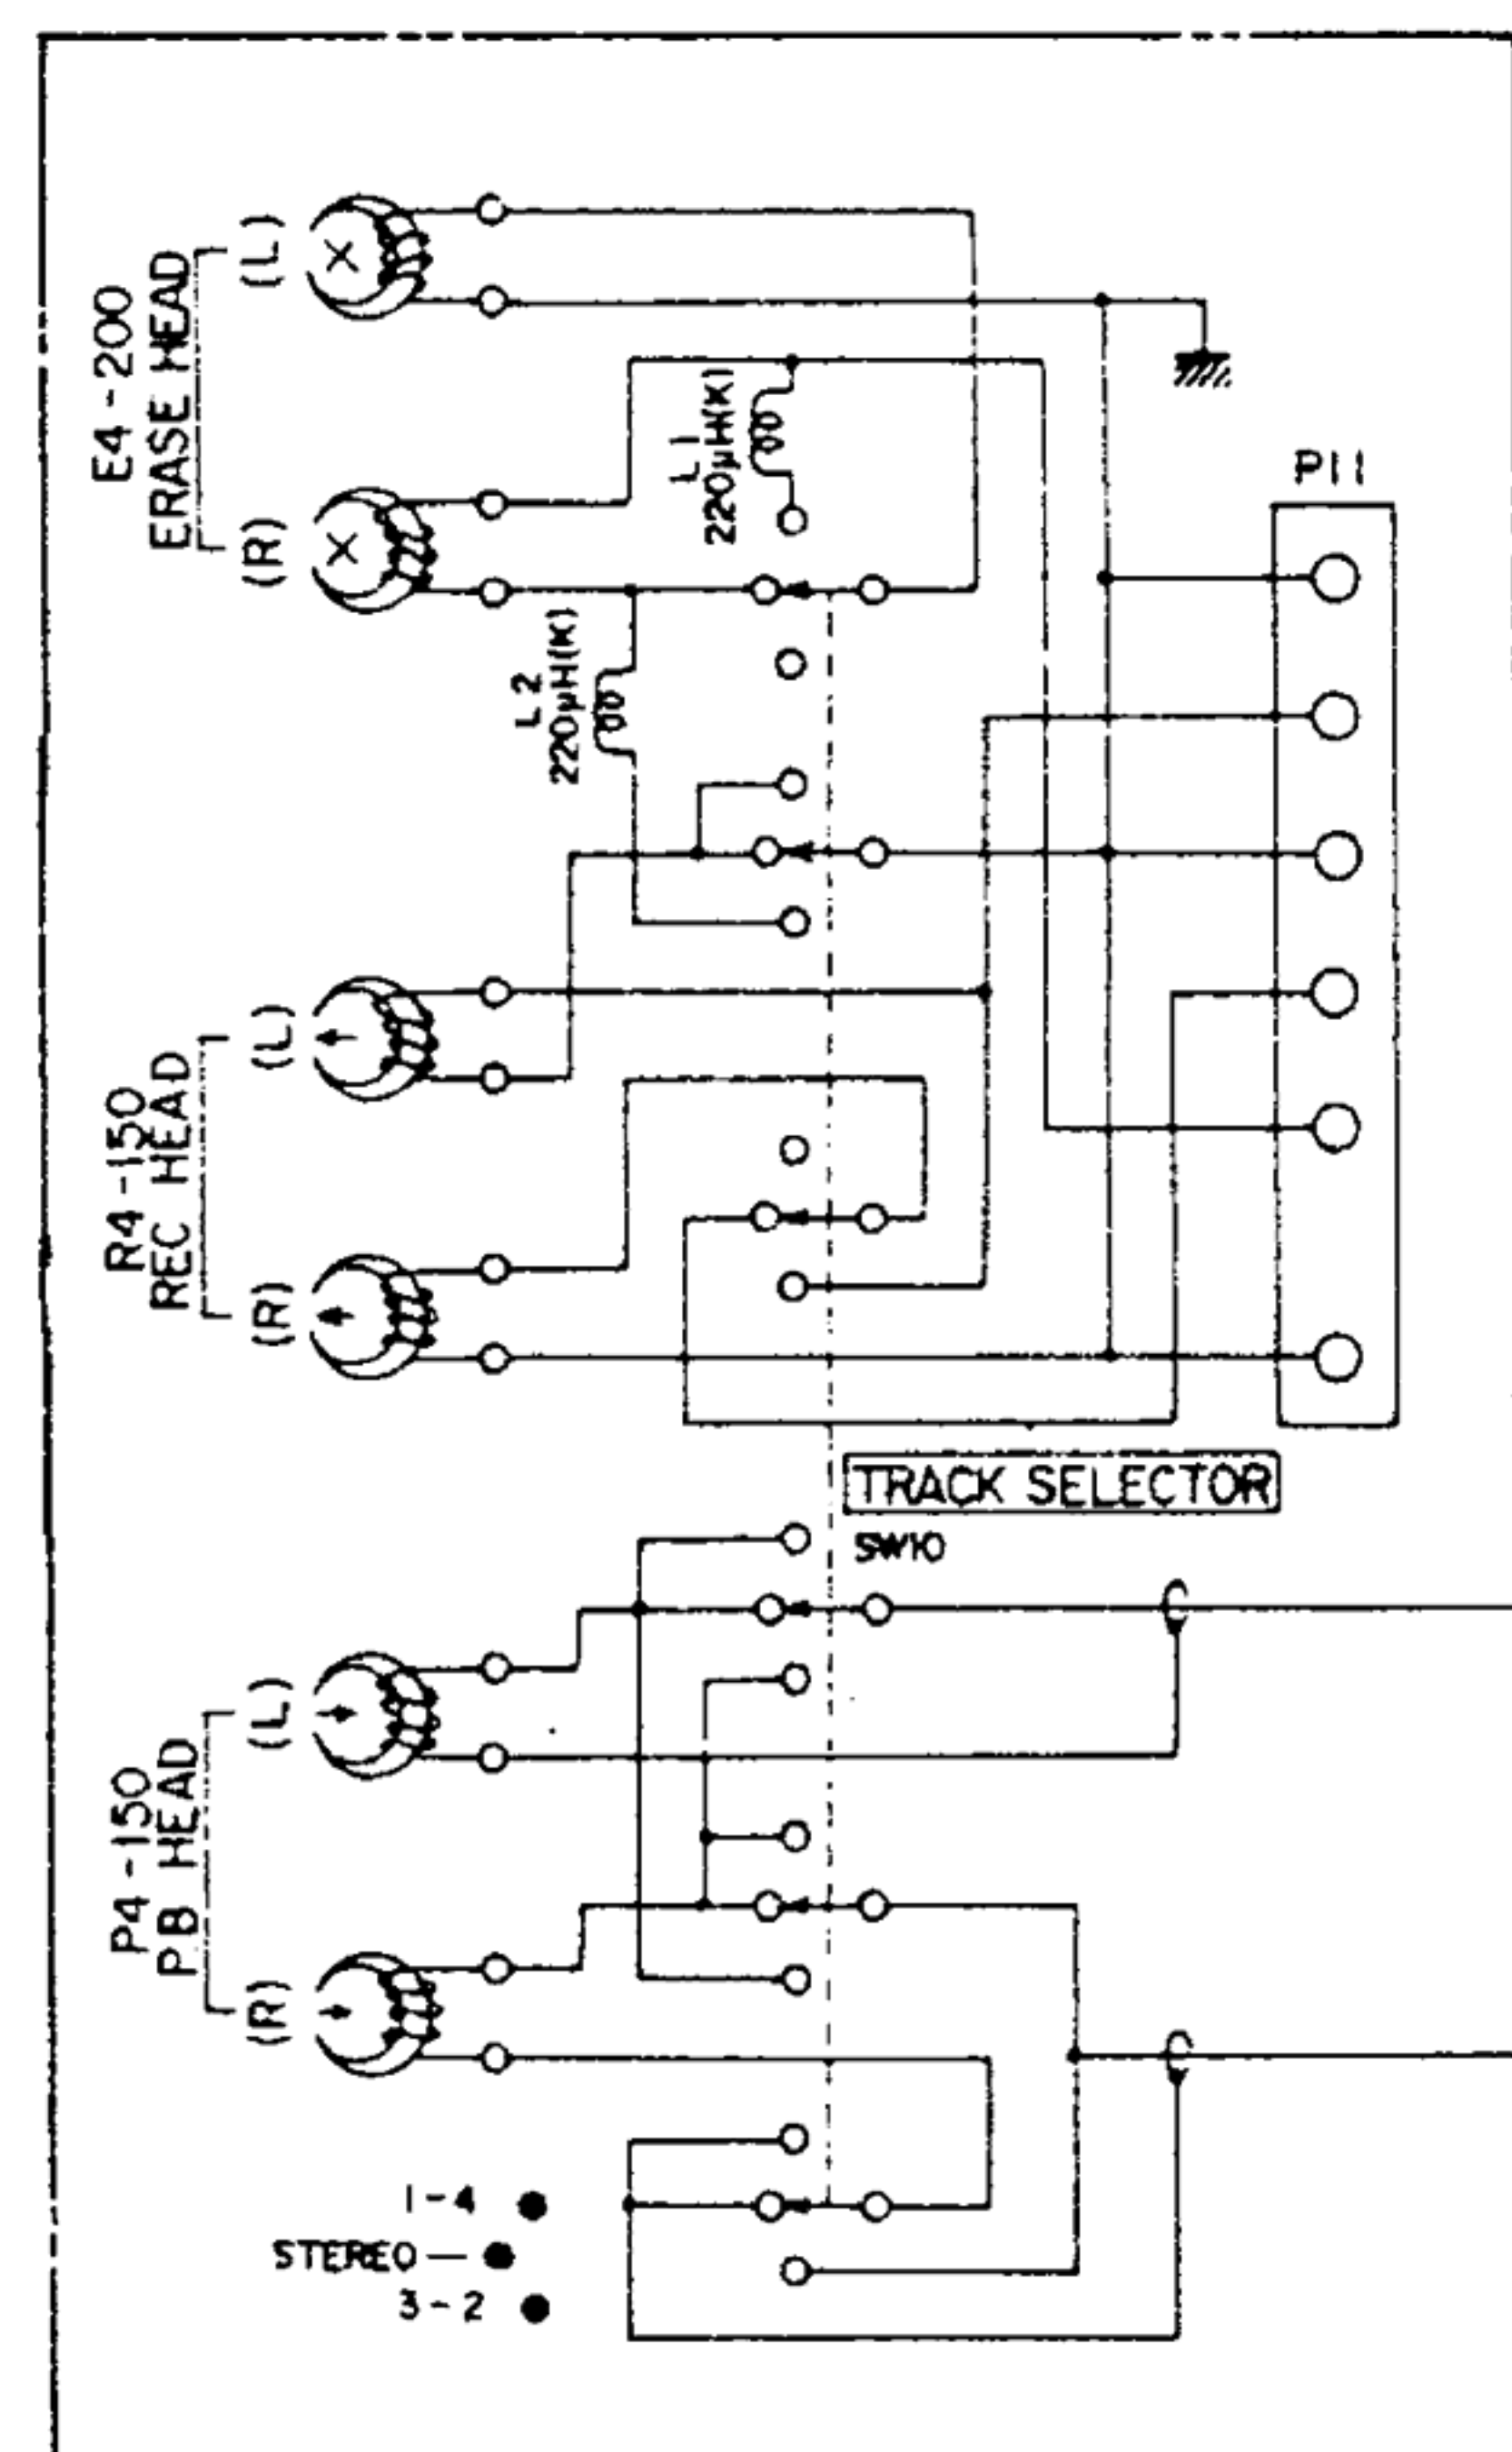 E4-200
ERASE HEAD
(L)
(R)
L1
220μH(K)
L2
220μH(K)
P11
R4-150
REC HEAD
(L)
(R)
TRACK SELECTOR
SW10
P4-150
P.B HEAD
(L)
(R)
1-4
STEREO
3-2